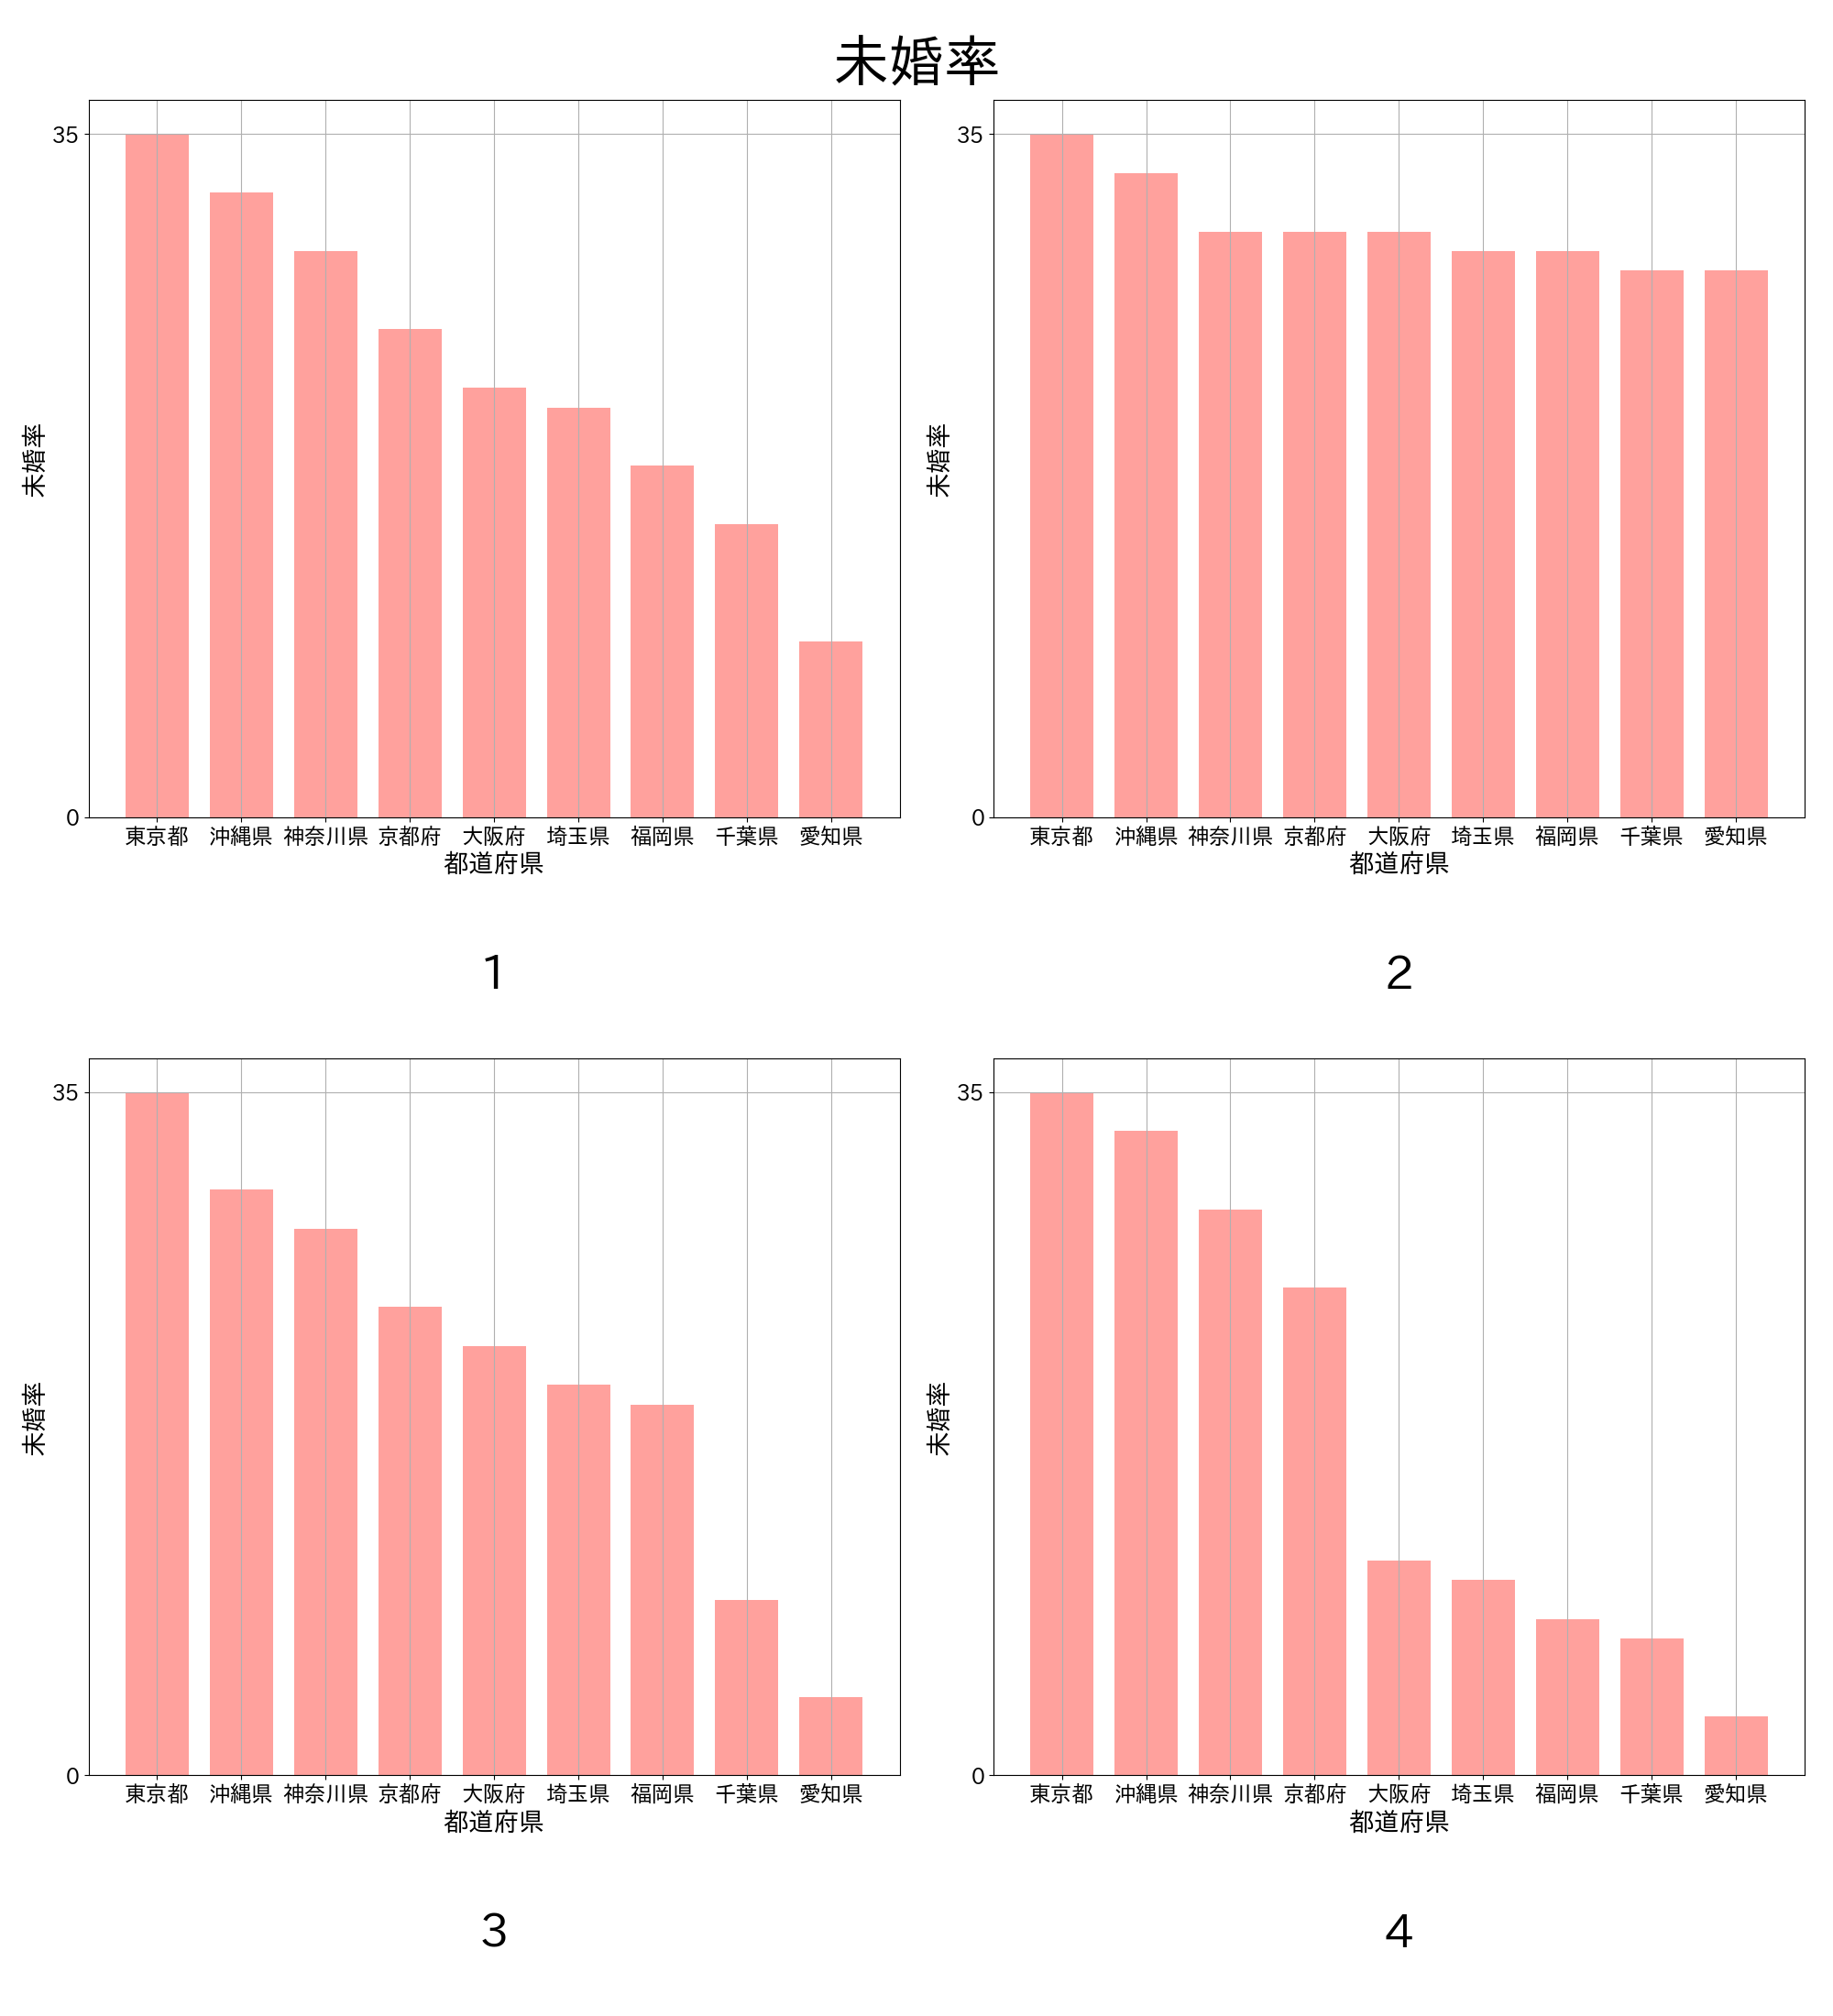 未婚率
35
0
未婚率
東京都 沖縄県 神奈川県 京都府 大阪府 埼玉県 福岡県 千葉県 愛知県
都道府県
1
35
0
未婚率
東京都 沖縄県 神奈川県 京都府 大阪府 埼玉県 福岡県 千葉県 愛知県
都道府県
2
35
0
未婚率
東京都 沖縄県 神奈川県 京都府 大阪府 埼玉県 福岡県 千葉県 愛知県
都道府県
3
35
0
未婚率
東京都 沖縄県 神奈川県 京都府 大阪府 埼玉県 福岡県 千葉県 愛知県
都道府県
4